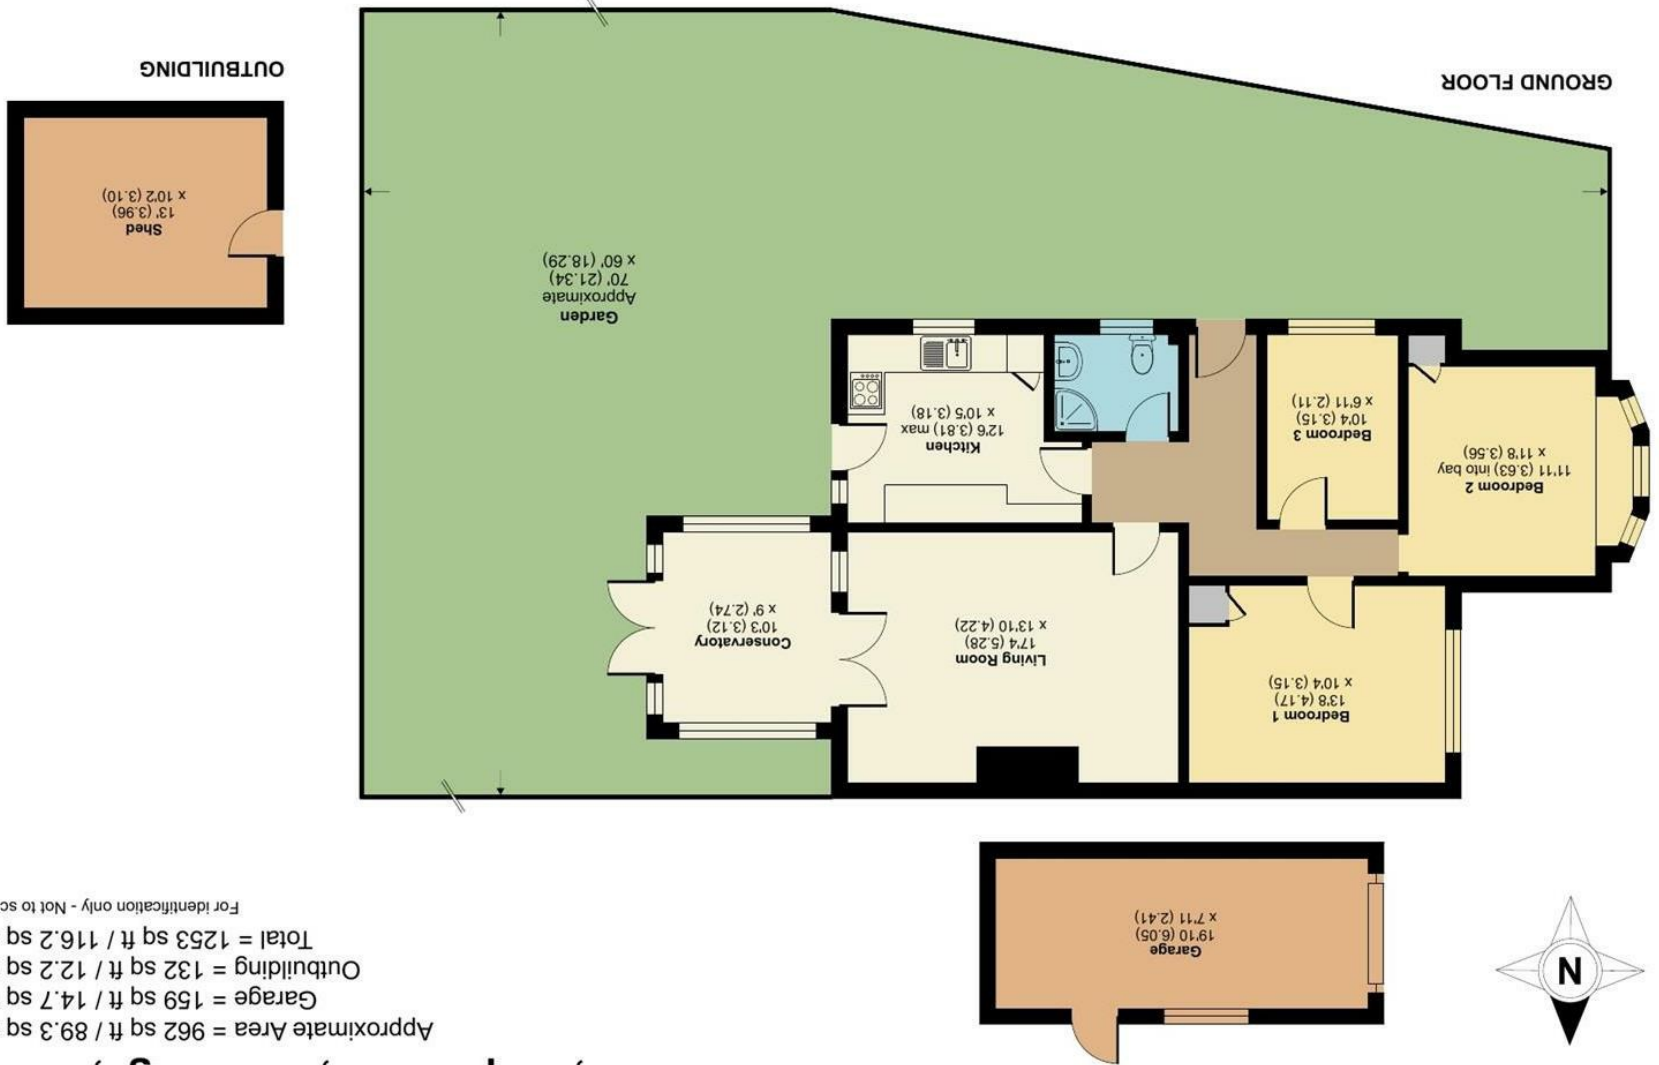 Approximate Area = 962 sq ft / 89.3 sq
Garage = 159 sq ft / 14.7 sq
Outbuilding = 132 sq ft / 12.2 sq
Total = 1253 sq ft / 116.2 sq
For identification only - Not to sc
N
Garage
19'10 (6.05)
x 7'11 (2.41)
Bedroom 1
13'8 (4.17)
x 10'4 (3.15)
Living Room
17'4 (5.28)
x 13'10 (4.22)
Conservatory
10'3 (3.12)
x 9' (2.74)
Bedroom 2
11'11 (3.63) into bay
x 11'8 (3.56)
Bedroom 3
10'4 (3.15)
x 6'11 (2.11)
Kitchen
12'6 (3.81) max
x 10'5 (3.18)
Garden
Approximate
70' (21.34)
x 60' (18.29)
Shed
13' (3.96)
x 10'2 (3.10)
GROUND FLOOR
OUTBUILDING